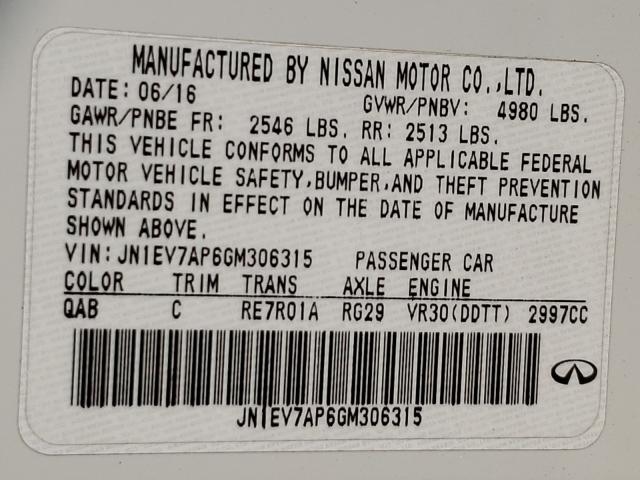 MANUFACTURED BY NISSAN MOTOR CO.,LTD.
DATE: 06/16 GVWR/PNBV: 4980 LBS.
GAWR/PNBE FR: 2546 LBS. RR: 2513 LBS.
THIS VEHICLE CONFORMS TO ALL APPLICABLE FEDERAL
MOTOR VEHICLE SAFETY,BUMPER,AND THEFT PREVENTION
STANDARDS IN EFFECT ON THE DATE OF MANUFACTURE
SHOWN ABOVE.
VIN: JN1EV7AP6GM306315 PASSENGER CAR
COLOR TRIM TRANS AXLE ENGINE
QAB C RE7R01A RG29 VR30(DDTT) 2997CC
JN1EV7AP6GM306315